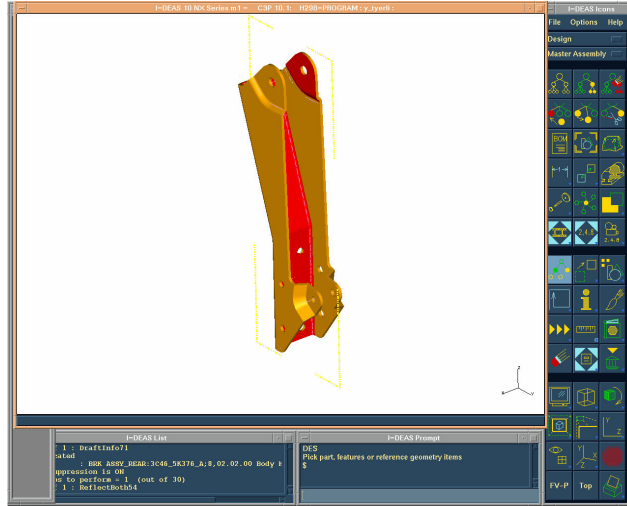 I-DEAS 10 NX Series m1 - C3P 10.1: H298=PROGRAM : y_tyerli :
I-DEAS Icons
File Options Help
Design
Master Assembly
BOM
2.4.8
2.4.8
Z
X
Y
Y
Z
Z
Y
X
FV-P Top
I-DEAS List
1 : DraftInfo71
eated
: BRK ASSY_REAR:3C46_5K376_A;8,02.02.00 Body
uppression is ON
s to perform = 1 (out of 30)
1 : ReflectBoth54
I-DEAS Prompt
DES
Pick part, features or reference geometry items
$